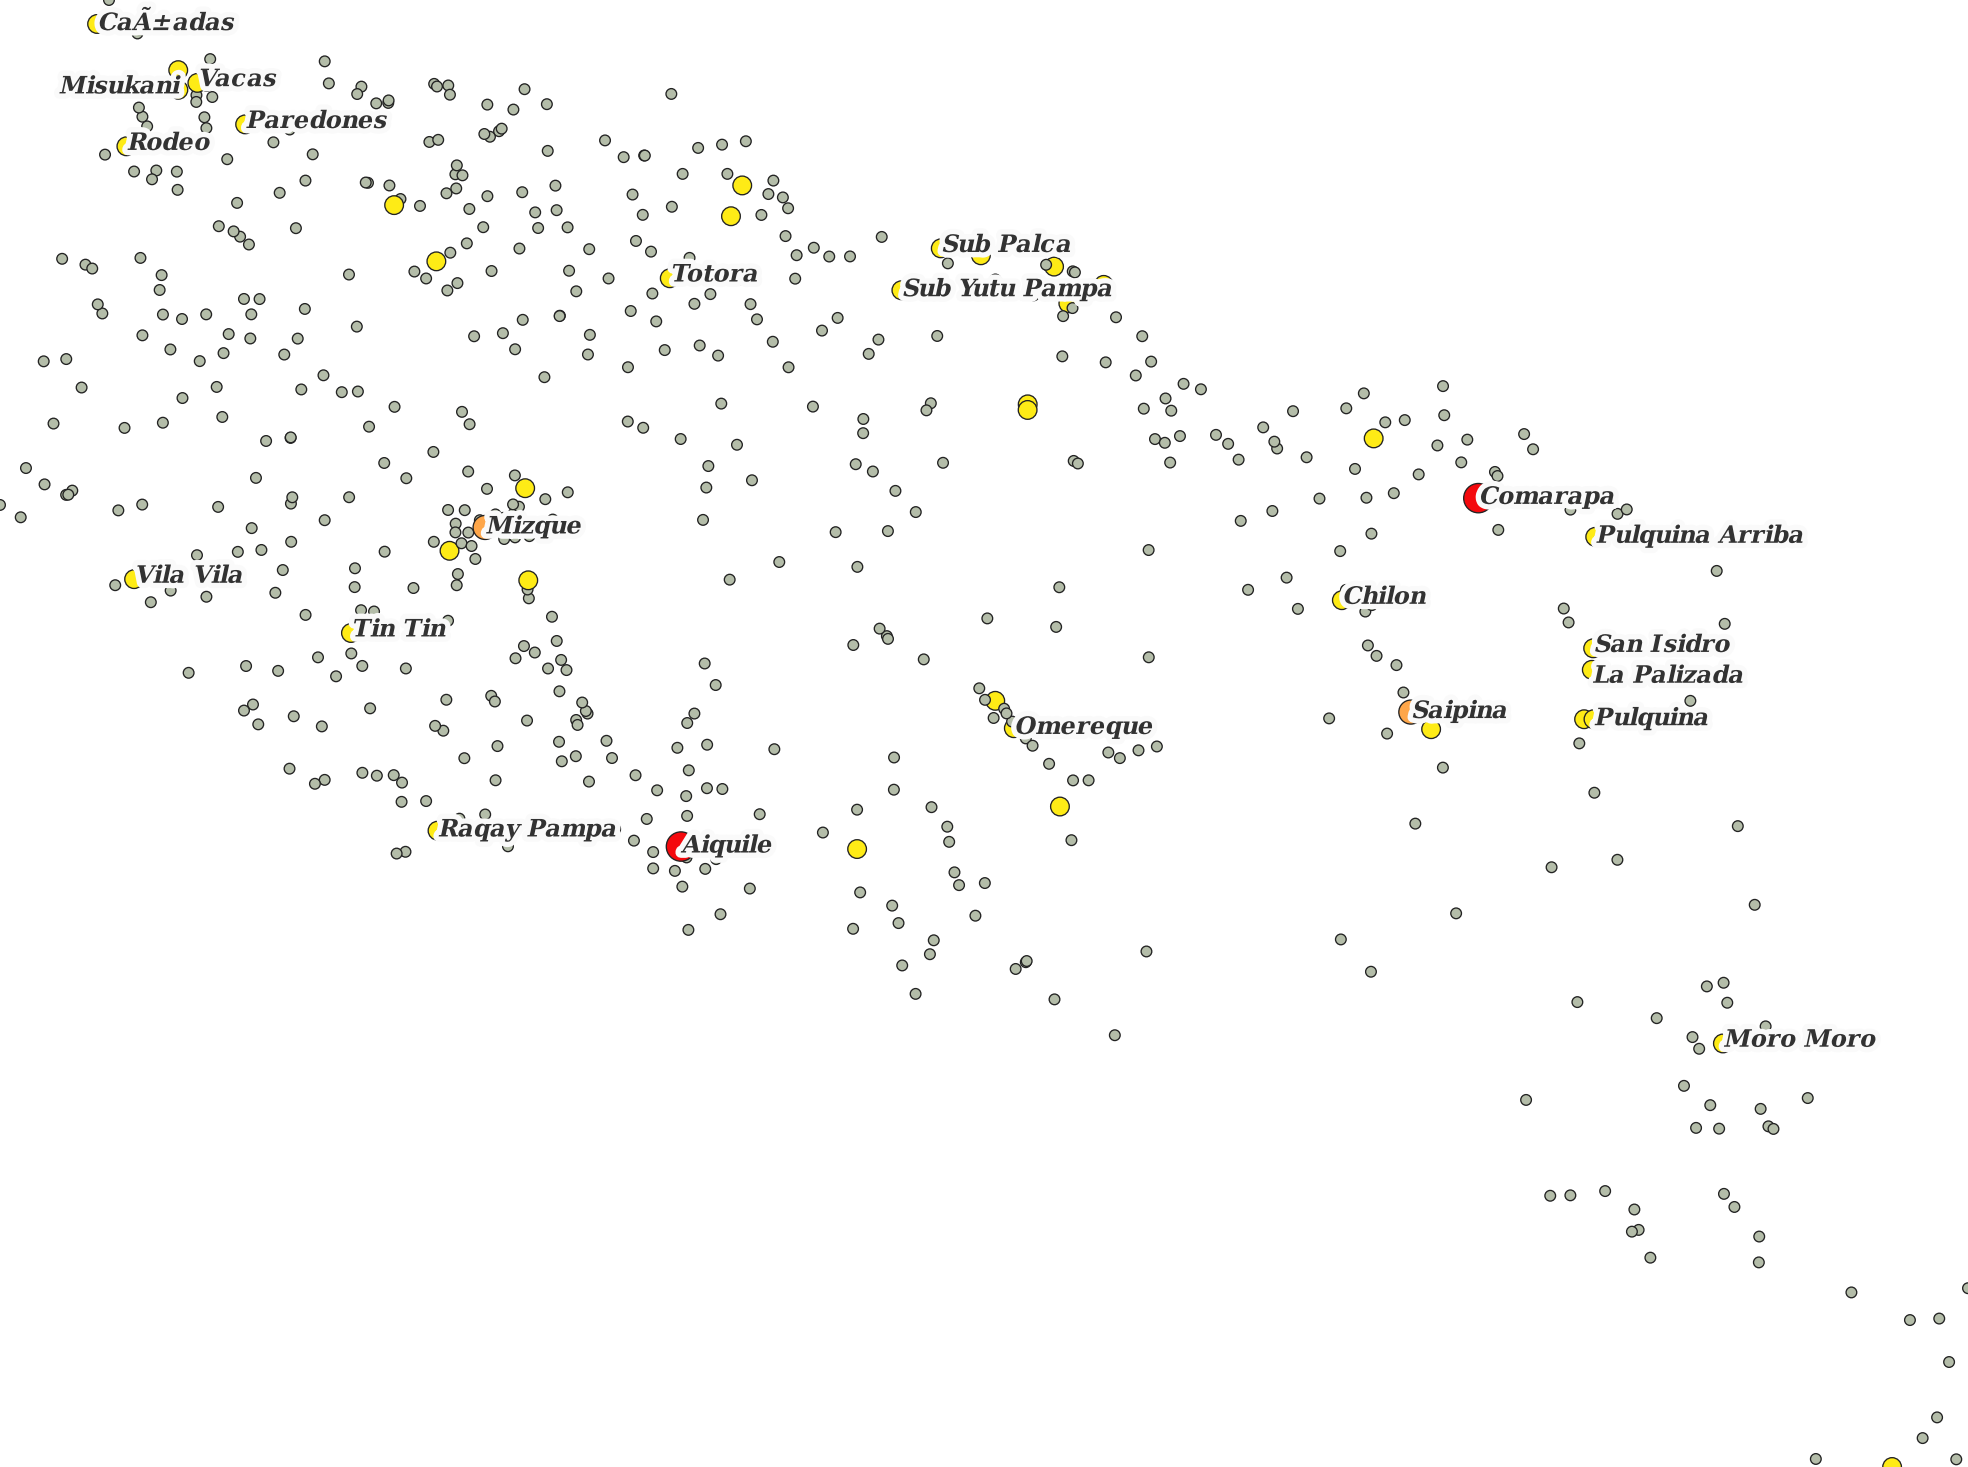 CaÃ±adas
Misukani
Vacas
Paredones
Rodeo
Sub Palca
Totora
Sub Yutu Pampa
Comarapa
Mizque
Pulquina Arriba
Vila Vila
Chilon
Tin Tin
San Isidro
La Palizada
Saipina
Pulquina
Omereque
Raqay Pampa
Aiquile
Moro Moro